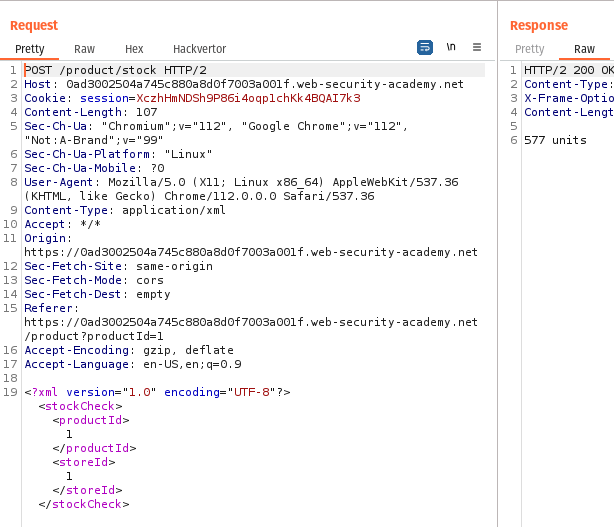 Request
Pretty Raw Hex Hackvertor
\n
1 POST /product/stock HTTP/2
2 Host: 0ad3002504a745c880a8d0f7003a001f.web-security-academy.net
3 Cookie: session=XczhHmNDSh9P86i4oqp1chKk4BQAI7k3
4 Content-Length: 107
5 Sec-Ch-Ua: "Chromium";v="112", "Google Chrome";v="112",
"Not:A-Brand";v="99"
6 Sec-Ch-Ua-Platform: "Linux"
7 Sec-Ch-Ua-Mobile: ?0
8 User-Agent: Mozilla/5.0 (X11; Linux x86_64) AppleWebKit/537.36
(KHTML, like Gecko) Chrome/112.0.0.0 Safari/537.36
9 Content-Type: application/xml
10 Accept: */*
11 Origin:
https://0ad3002504a745c880a8d0f7003a001f.web-security-academy.net
12 Sec-Fetch-Site: same-origin
13 Sec-Fetch-Mode: cors
14 Sec-Fetch-Dest: empty
15 Referer:
https://0ad3002504a745c880a8d0f7003a001f.web-security-academy.net
/product?productId=1
16 Accept-Encoding: gzip, deflate
17 Accept-Language: en-US,en;q=0.9
18
19 <?xml version="1.0" encoding="UTF-8"?>
<stockCheck>
<productId>
1
</productId>
<storeId>
1
</storeId>
</stockCheck>
Response
Pretty Raw
1 HTTP/2 200 OK
2 Content-Type:
3 X-Frame-Optio
4 Content-Lengt
5
6 577 units